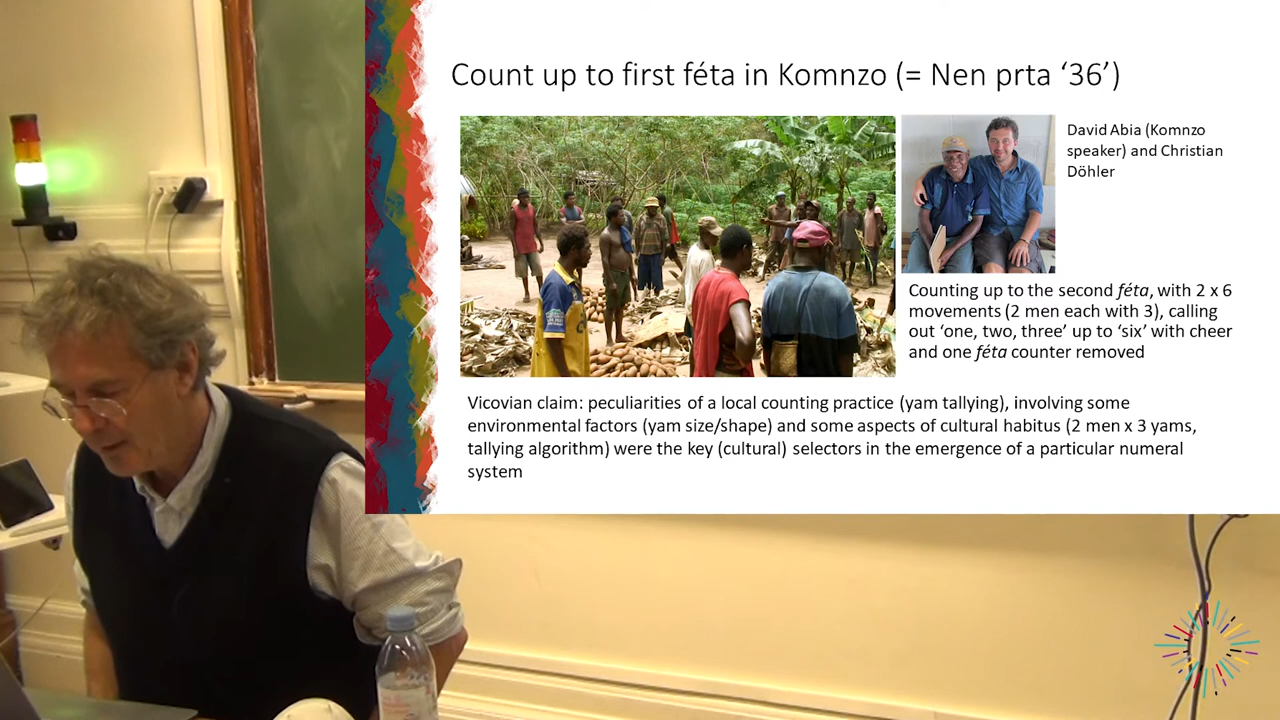 Count up to first féta in Komnzo (= Nen prta ‘36’)
David Abia (Komnzo
speaker) and Christian
Döhler
Counting up to the second féta, with 2 x 6
movements (2 men each with 3), calling
out ‘one, two, three’ up to ‘six’ with cheer
and one féta counter removed
Vicovian claim: peculiarities of a local counting practice (yam tallying), involving some
environmental factors (yam size/shape) and some aspects of cultural habitus (2 men x 3 yams,
tallying algorithm) were the key (cultural) selectors in the emergence of a particular numeral
system